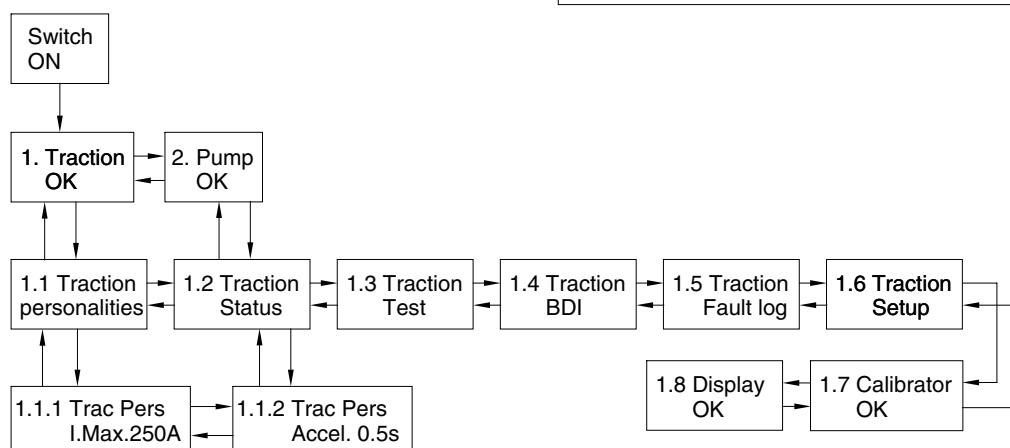 Switch
ON
1. Traction
OK
2. Pump
OK
1.1 Traction
personalities
1.2 Traction
Status
1.3 Traction
Test
1.4 Traction
BDI
1.5 Traction
Fault log
1.6 Traction
Setup
1.1.1 Trac Pers
I.Max.250A
1.1.2 Trac Pers
Accel. 0.5s
1.8 Display
OK
1.7 Calibrator
OK